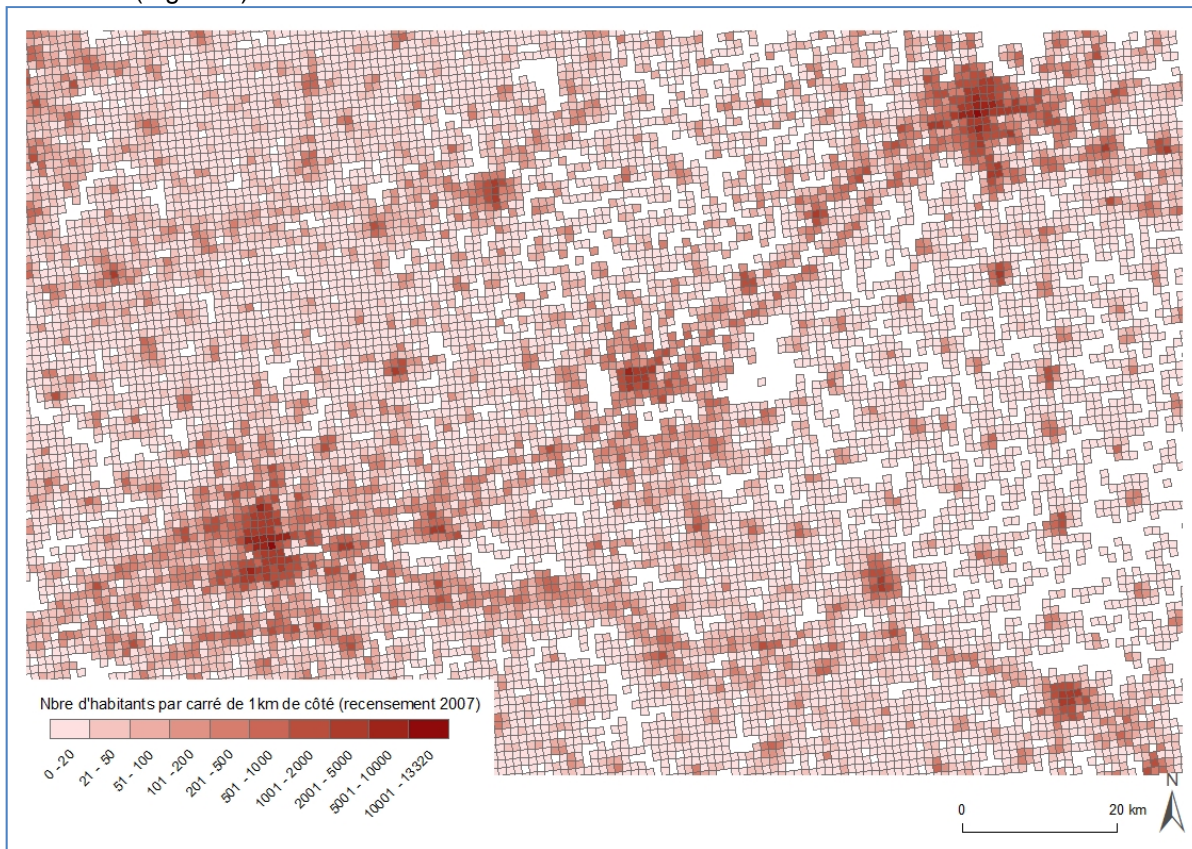 Nbre d'habitants par carré de 1km de côté (recensement 2007)
0 - 20
21 - 50
51 - 100
101 - 200
201 - 500
501 - 1000
1001 - 2000
2001 - 5000
5001 - 10000
10001 - 13320
N
0 20 km